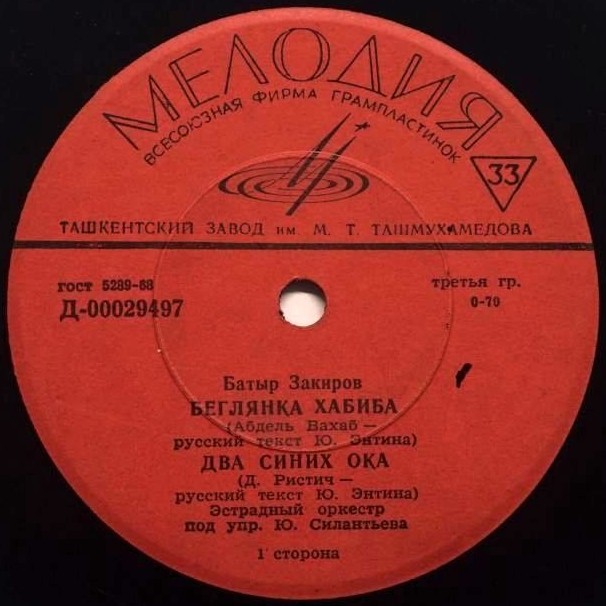 МЕЛОДИЯ
ВСЕСОЮЗНАЯ ФИРМА ГРАМПЛАСТИНОК
33
ТАШКЕНТСКИЙ ЗАВОД им М. Т. ТАШМУХАМЕДОВА
гост 5289-68
третья гр.
Д-00029497
0-70
Батыр Закиров
БЕГЛЯНКА ХАБИБА
(Абдель Вахаб —
русский текст Ю. Энтина)
ДВА СИНИХ ОКА
(Д. Ристич —
русский текст Ю. Энтина)
Эстрадный оркестр
под упр. Ю. Силантьева
1 сторона